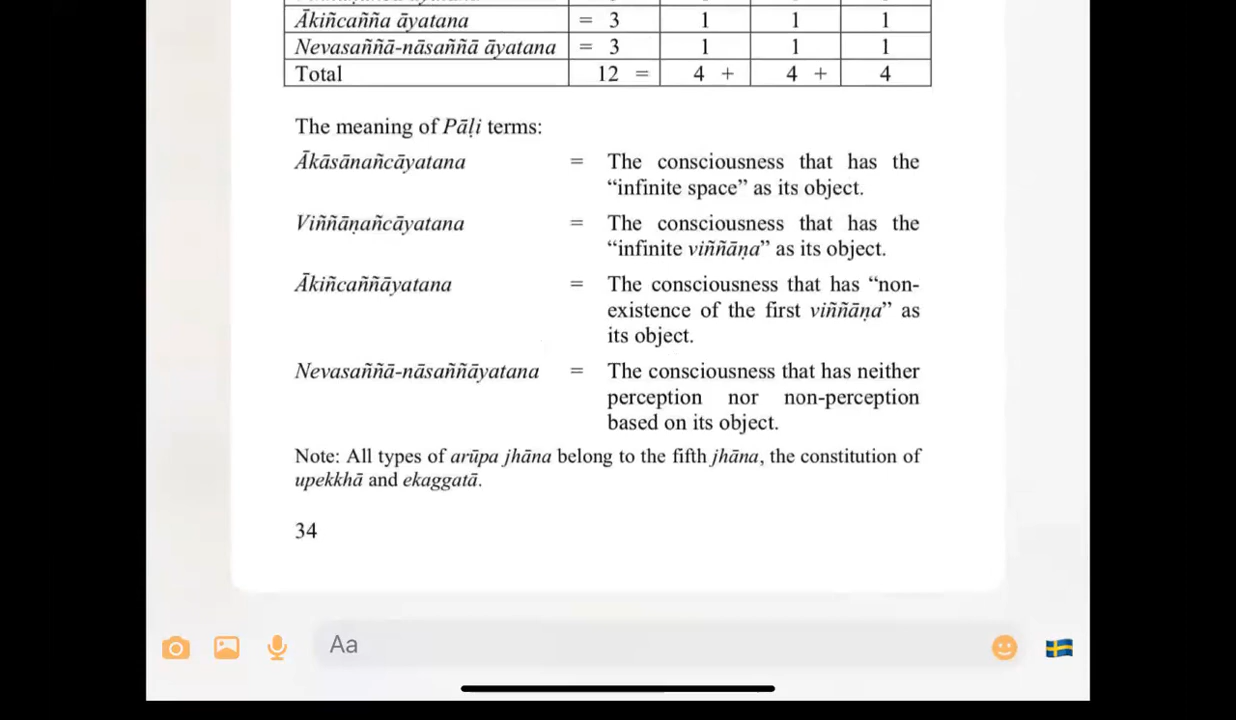 Ākiñcañña āyatana = 3 1 1 1
Nevasaññā-nāsaññā āyatana = 3 1 1 1
Total 12 = 4 + 4 + 4
The meaning of Pāḷi terms:
Ākāsānañcāyatana = The consciousness that has the
“infinite space” as its object.
Viññāṇañcāyatana = The consciousness that has the
“infinite viññāṇa” as its object.
Ākiñcaññāyatana = The consciousness that has “non-
existence of the first viññāṇa” as
its object.
Nevasaññā-nāsaññāyatana = The consciousness that has neither
perception nor non-perception
based on its object.
Note: All types of arūpa jhāna belong to the fifth jhāna, the constitution of
upekkhā and ekaggatā.
34
Aa